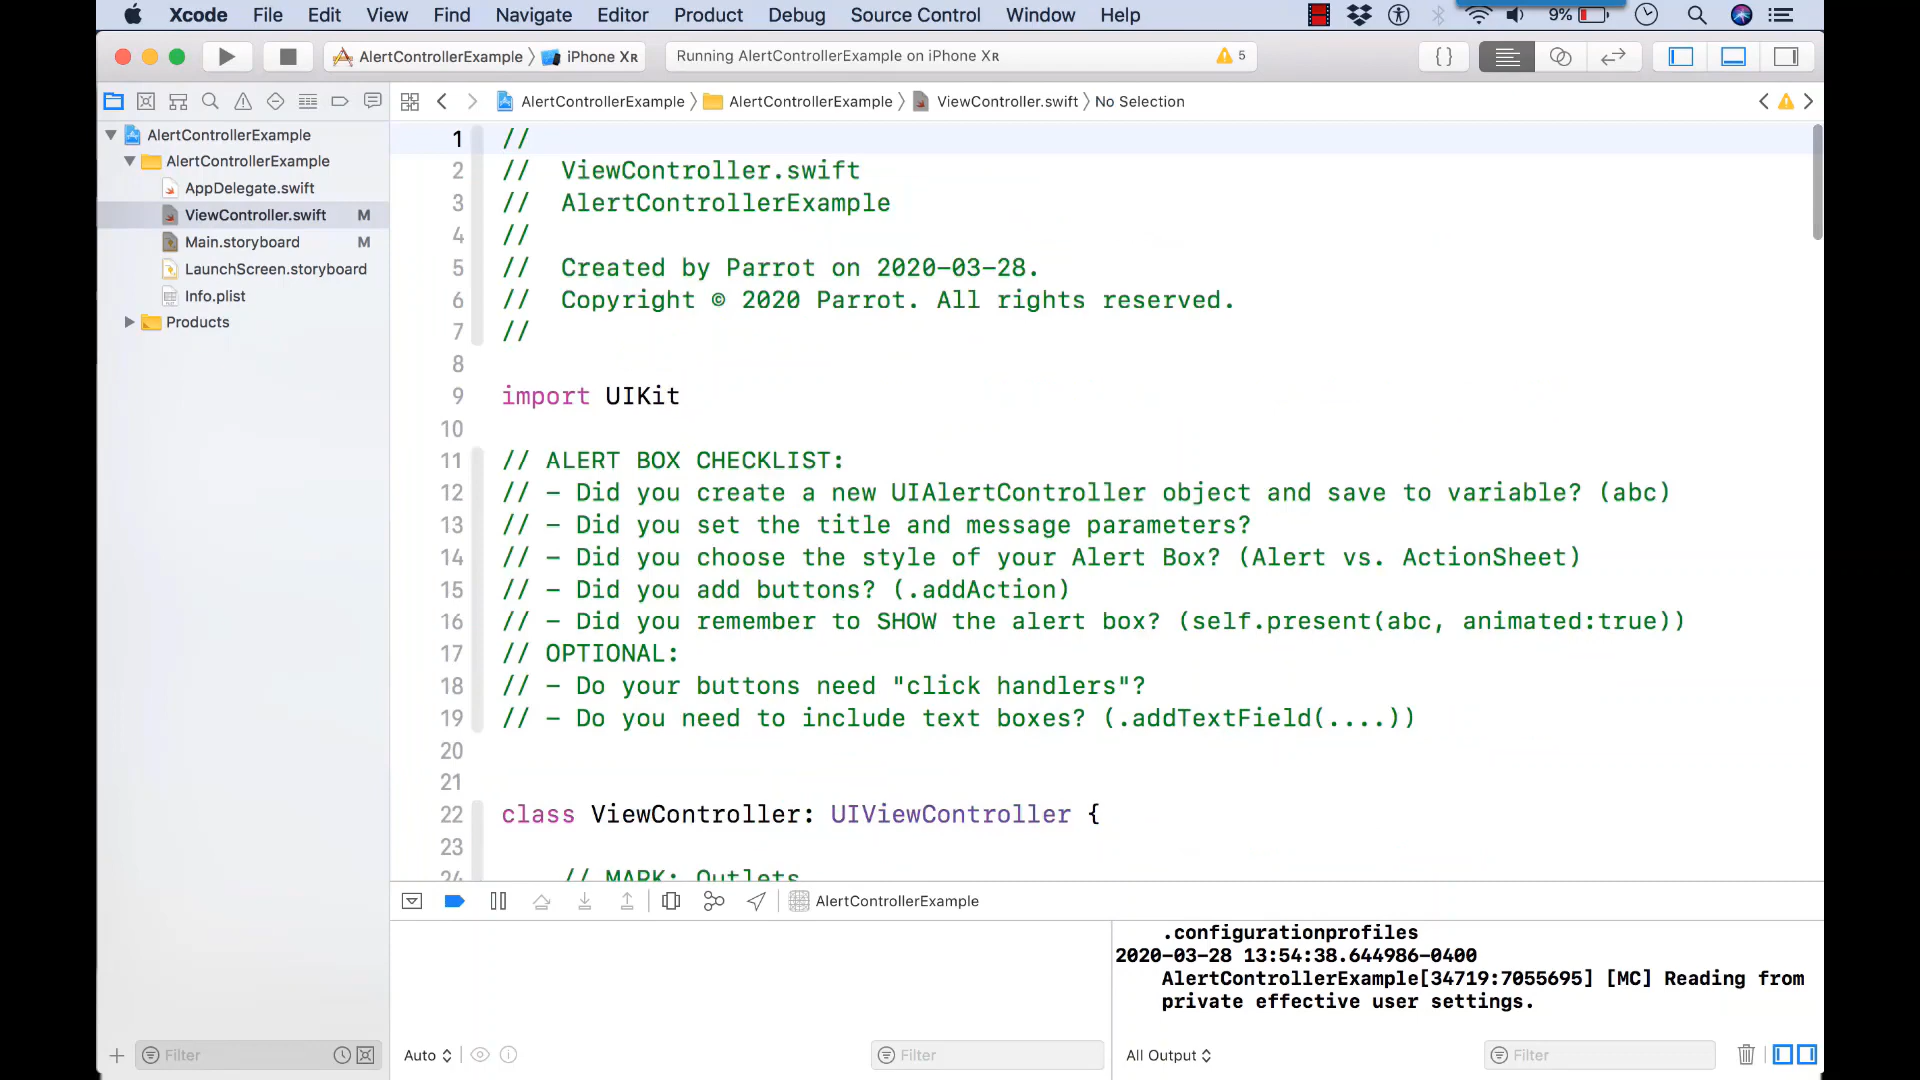 Xcode File Edit View Find Navigate Editor Product Debug Source Control Window Help 9%
AlertControllerExample iPhone XR Running AlertControllerExample on iPhone XR 5
AlertControllerExample AlertControllerExample ViewController.swift No Selection
AlertControllerExample
AlertControllerExample
AppDelegate.swift
ViewController.swift M
Main.storyboard M
LaunchScreen.storyboard
Info.plist
Products
1 //
2 // ViewController.swift
3 // AlertControllerExample
4 //
5 // Created by Parrot on 2020-03-28.
6 // Copyright © 2020 Parrot. All rights reserved.
7 //
8
9 import UIKit
10
11 // ALERT BOX CHECKLIST:
12 // - Did you create a new UIAlertController object and save to variable? (abc)
13 // - Did you set the title and message parameters?
14 // - Did you choose the style of your Alert Box? (Alert vs. ActionSheet)
15 // - Did you add buttons? (.addAction)
16 // - Did you remember to SHOW the alert box? (self.present(abc, animated:true))
17 // OPTIONAL:
18 // - Do your buttons need "click handlers"?
19 // - Do you need to include text boxes? (.addTextField(....))
20
21
22 class ViewController: UIViewController {
23
24 // MARK: Outlets
AlertControllerExample
.configurationprofiles
2020-03-28 13:54:38.644986-0400
AlertControllerExample[34719:7055695] [MC] Reading from
private effective user settings.
Filter Auto Filter All Output Filter